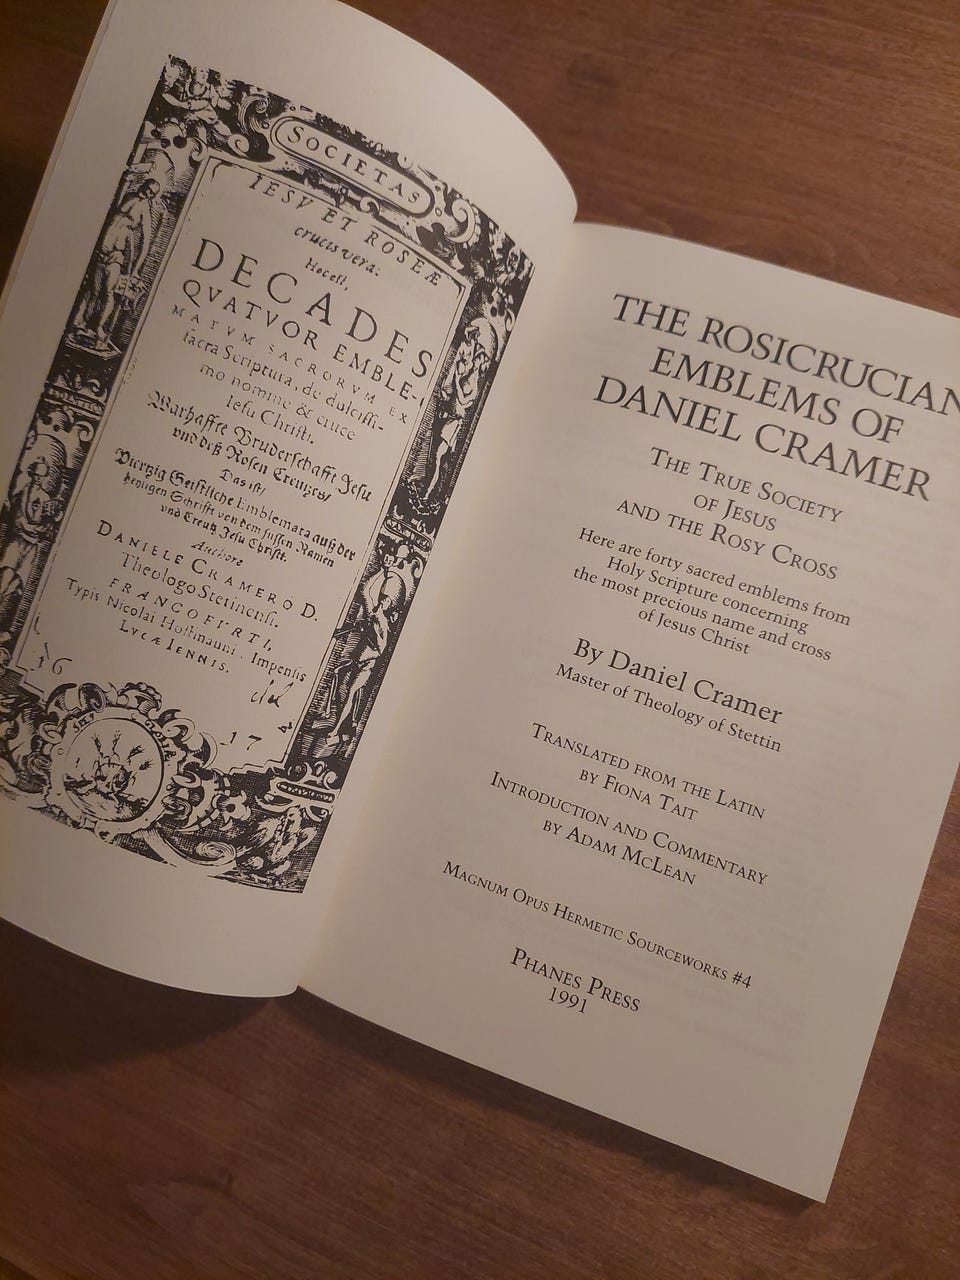 SOCIETAS
IESV ET ROSEÆ
crucis vera:
Hoc est,
DECADES
QVATVOR EMBLE-
MATVM SACRORVM EX
sacra Scriptura, de dulcissi-
mo nomine & cruce
Iesu Christi.
Warhaffte Bruderschafft Jesu
vnd deß Rosen Creutzes/
Das ist/
Viertzig Geistliche Emblemata auß der
heyligen Schrifft von dem süssen Namen
vnd Creutz Jesu Christi.
Authore
DANIELE CRAMERO D.
Theologo Stetinensi.
FRANCOFURTI,
Typis Nicolai Hoffmanni, Impensis
LVCÆ IENNIS.
16
17
THE ROSICRUCIAN
EMBLEMS OF
DANIEL CRAMER
THE TRUE SOCIETY
OF JESUS
AND THE ROSY CROSS
Here are forty sacred emblems from
Holy Scripture concerning
the most precious name and cross
of Jesus Christ
By Daniel Cramer
Master of Theology of Stettin
TRANSLATED FROM THE LATIN
BY FIONA TAIT
INTRODUCTION AND COMMENTARY
BY ADAM MCLEAN
MAGNUM OPUS HERMETIC SOURCEWORKS #4
PHANES PRESS
1991